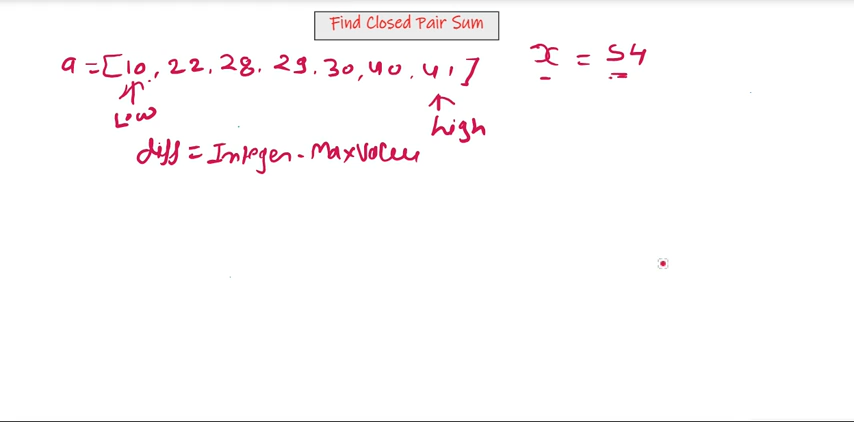 Find Closed Pair Sum
a = [10, 22, 28, 29, 30, 40, 41] x = 54
Low high
diff = Integer. MaxValue